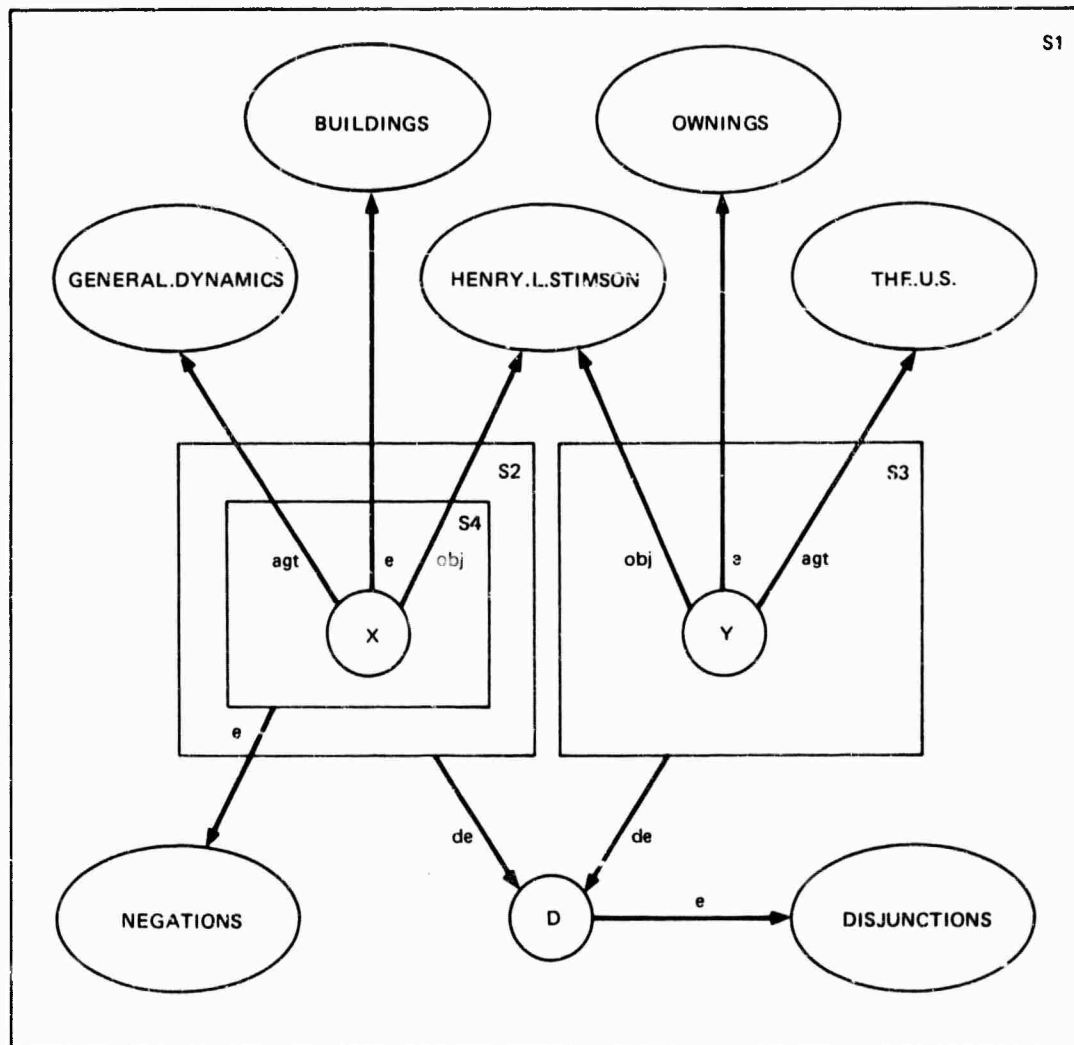 S1
BUILDINGS
OWNINGS
GENERAL.DYNAMICS
HENRY.L.STIMSON
THE.U.S.
S2
S3
S4
agt
e
obj
obj
e
agt
X
Y
e
de
de
NEGATIONS
D
e
DISJUNCTIONS